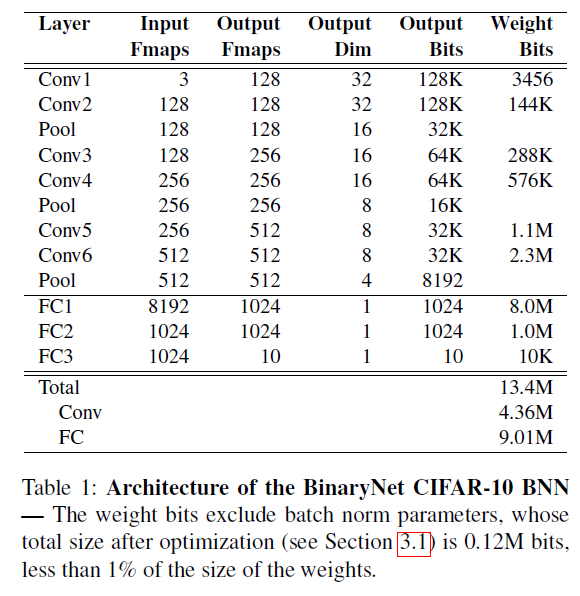 Layer Input Output Output Output Weight
Fmaps Fmaps Dim Bits Bits
Conv1 3 128 32 128K 3456
Conv2 128 128 32 128K 144K
Pool 128 128 16 32K
Conv3 128 256 16 64K 288K
Conv4 256 256 16 64K 576K
Pool 256 256 8 16K
Conv5 256 512 8 32K 1.1M
Conv6 512 512 8 32K 2.3M
Pool 512 512 4 8192
FC1 8192 1024 1 1024 8.0M
FC2 1024 1024 1 1024 1.0M
FC3 1024 10 1 10 10K
Total 13.4M
Conv 4.36M
FC 9.01M
Table 1: Architecture of the BinaryNet CIFAR-10 BNN
— The weight bits exclude batch norm parameters, whose
total size after optimization (see Section 3.1) is 0.12M bits,
less than 1% of the size of the weights.